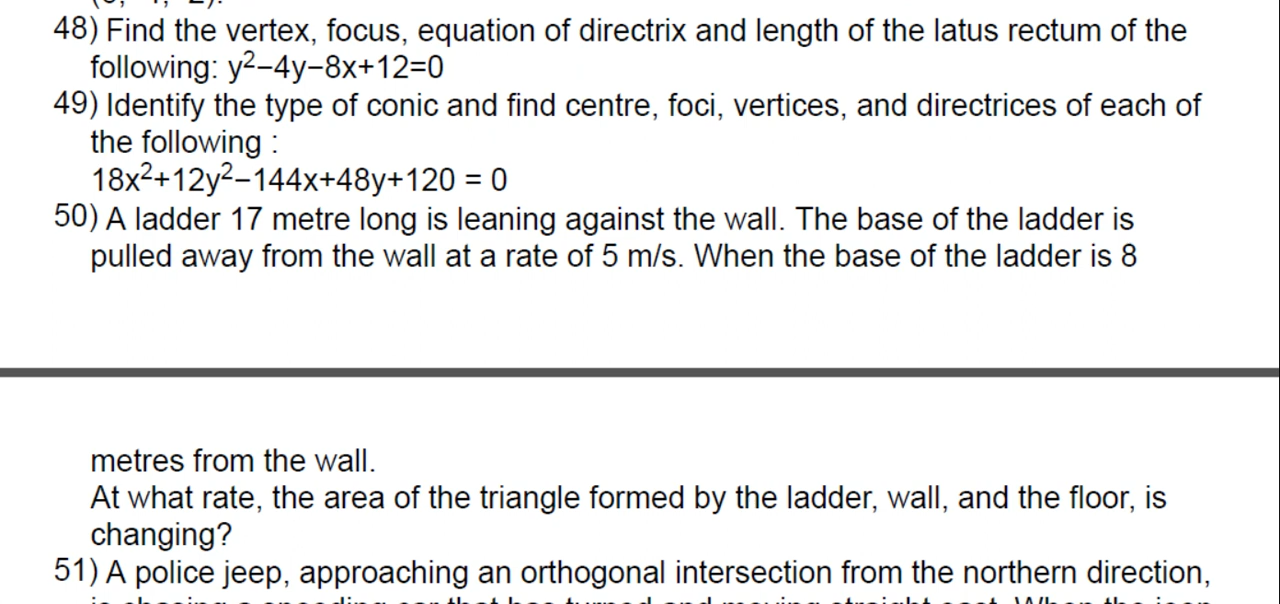 48) Find the vertex, focus, equation of directrix and length of the latus rectum of the
following: y²−4y−8x+12=0
49) Identify the type of conic and find centre, foci, vertices, and directrices of each of
the following :
18x²+12y²−144x+48y+120 = 0
50) A ladder 17 metre long is leaning against the wall. The base of the ladder is
pulled away from the wall at a rate of 5 m/s. When the base of the ladder is 8
metres from the wall.
At what rate, the area of the triangle formed by the ladder, wall, and the floor, is
changing?
51) A police jeep, approaching an orthogonal intersection from the northern direction,